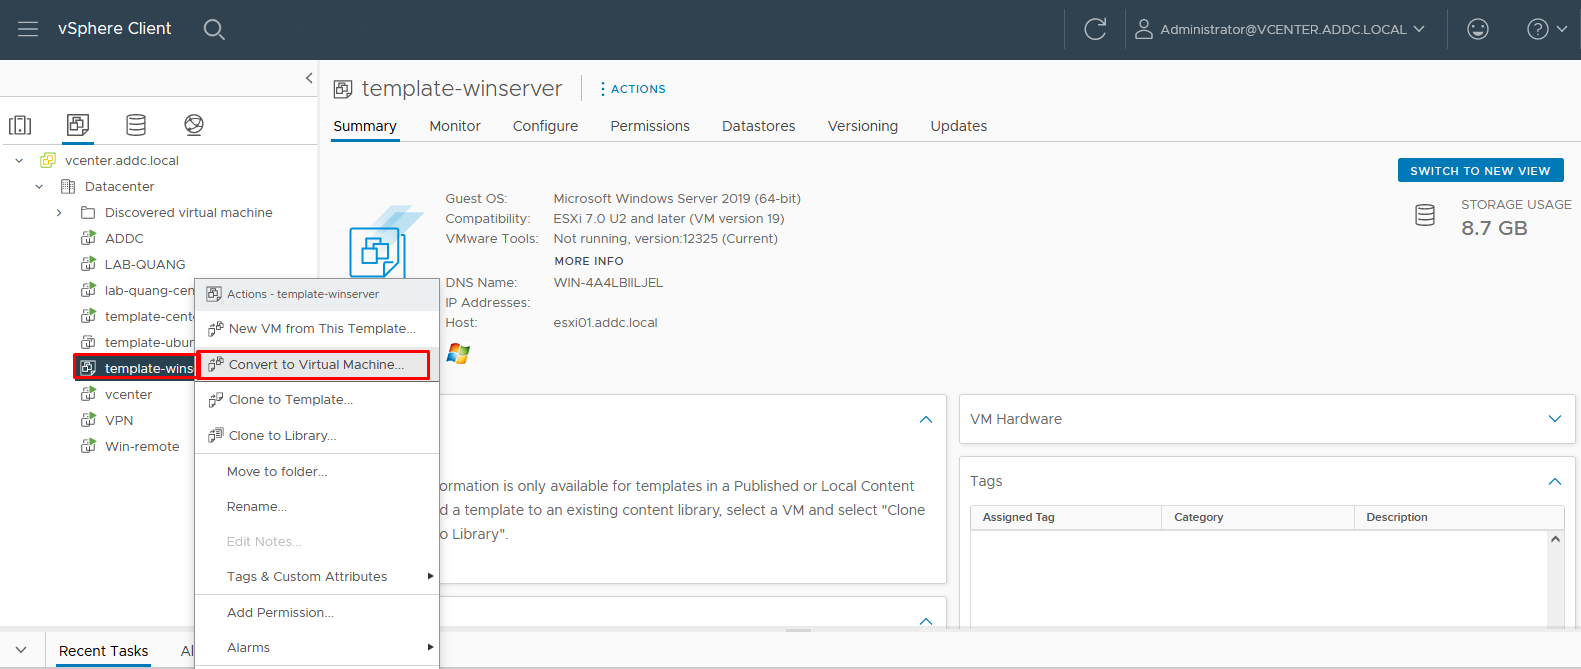 vSphere Client
Administrator@VCENTER.ADDC.LOCAL
template-winserver
ACTIONS
Summary
Monitor
Configure
Permissions
Datastores
Versioning
Updates
vcenter.addc.local
Datacenter
Discovered virtual machine
ADDC
LAB-QUANG
lab-quang-cen
template-cent
template-ubun
template-wins
vcenter
VPN
Win-remote
SWITCH TO NEW VIEW
Guest OS: Microsoft Windows Server 2019 (64-bit)
Compatibility: ESXi 7.0 U2 and later (VM version 19)
VMware Tools: Not running, version:12325 (Current)
MORE INFO
DNS Name: WIN-4A4LBIILJEL
IP Addresses:
Host: esxi01.addc.local
STORAGE USAGE
8.7 GB
Actions - template-winserver
New VM from This Template...
Convert to Virtual Machine...
Clone to Template...
Clone to Library...
Move to folder...
Rename...
Edit Notes...
Tags & Custom Attributes
Add Permission...
Alarms
ormation is only available for templates in a Published or Local Content
d a template to an existing content library, select a VM and select "Clone
o Library".
VM Hardware
Tags
Assigned Tag
Category
Description
Recent Tasks
Al